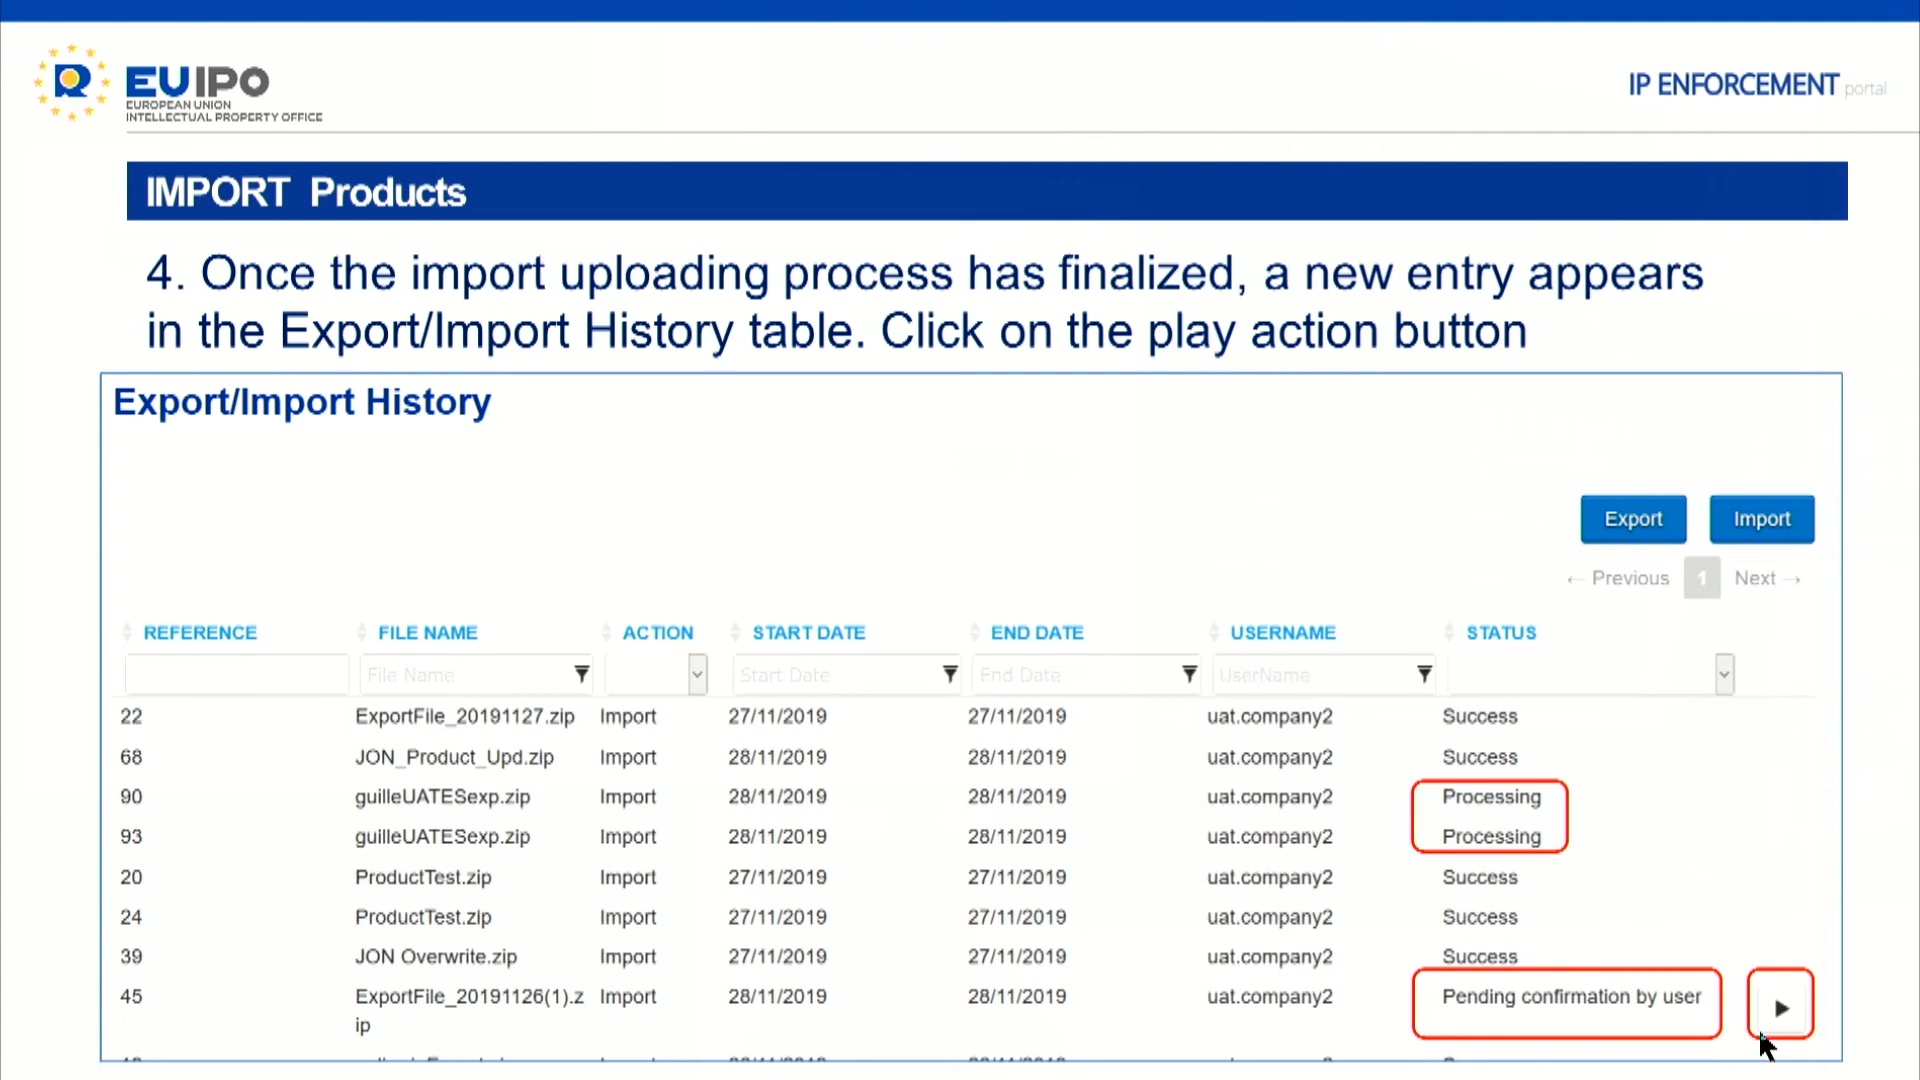 EUIPO
EUROPEAN UNION
INTELLECTUAL PROPERTY OFFICE
IP ENFORCEMENT portal
IMPORT Products
4. Once the import uploading process has finalized, a new entry appears
in the Export/Import History table. Click on the play action button
Export/Import History
Export Import
← Previous 1 Next →
REFERENCE FILE NAME ACTION START DATE END DATE USERNAME STATUS
File Name Start Date End Date UserName
22 ExportFile_20191127.zip Import 27/11/2019 27/11/2019 uat.company2 Success
68 JON_Product_Upd.zip Import 28/11/2019 28/11/2019 uat.company2 Success
90 guilleUATESexp.zip Import 28/11/2019 28/11/2019 uat.company2 Processing
93 guilleUATESexp.zip Import 28/11/2019 28/11/2019 uat.company2 Processing
20 ProductTest.zip Import 27/11/2019 27/11/2019 uat.company2 Success
24 ProductTest.zip Import 27/11/2019 27/11/2019 uat.company2 Success
39 JON Overwrite.zip Import 27/11/2019 27/11/2019 uat.company2 Success
45 ExportFile_20191126(1).z Import 28/11/2019 28/11/2019 uat.company2 Pending confirmation by user
ip